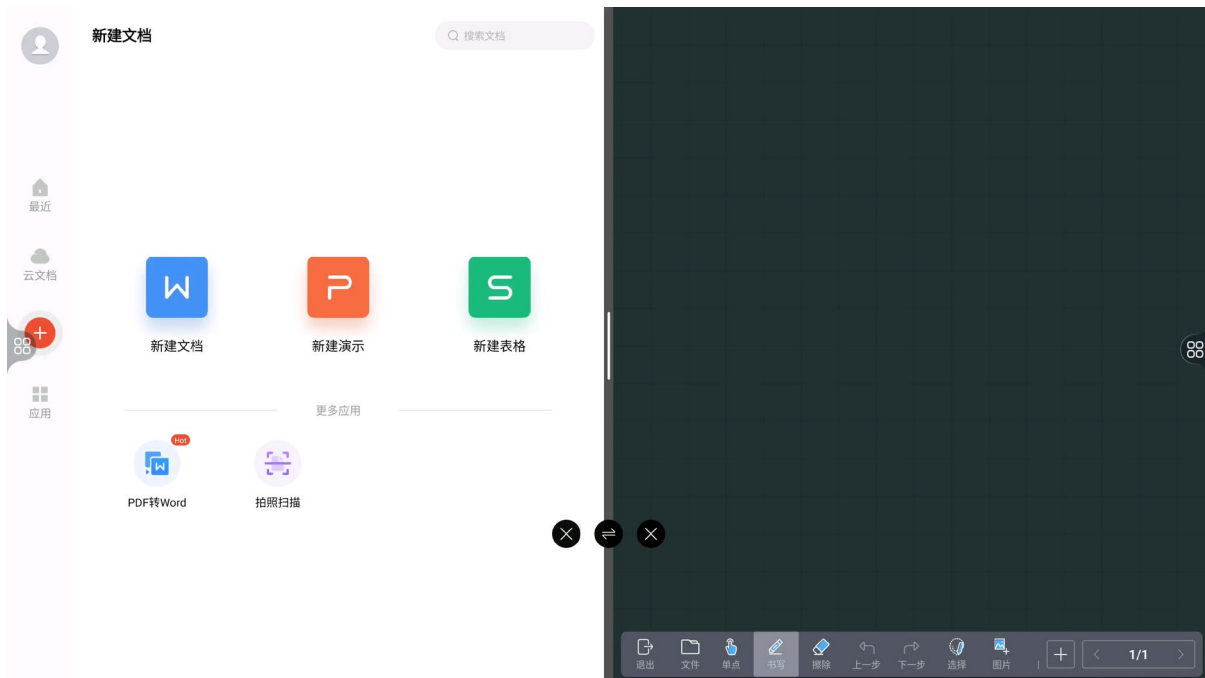 新建文档
搜索文档
最近
云文档
应用
新建文档
新建演示
新建表格
更多应用
Hot
PDF转Word
拍照扫描
退出
文件
单点
书写
擦除
上一步
下一步
选择
图片
1/1